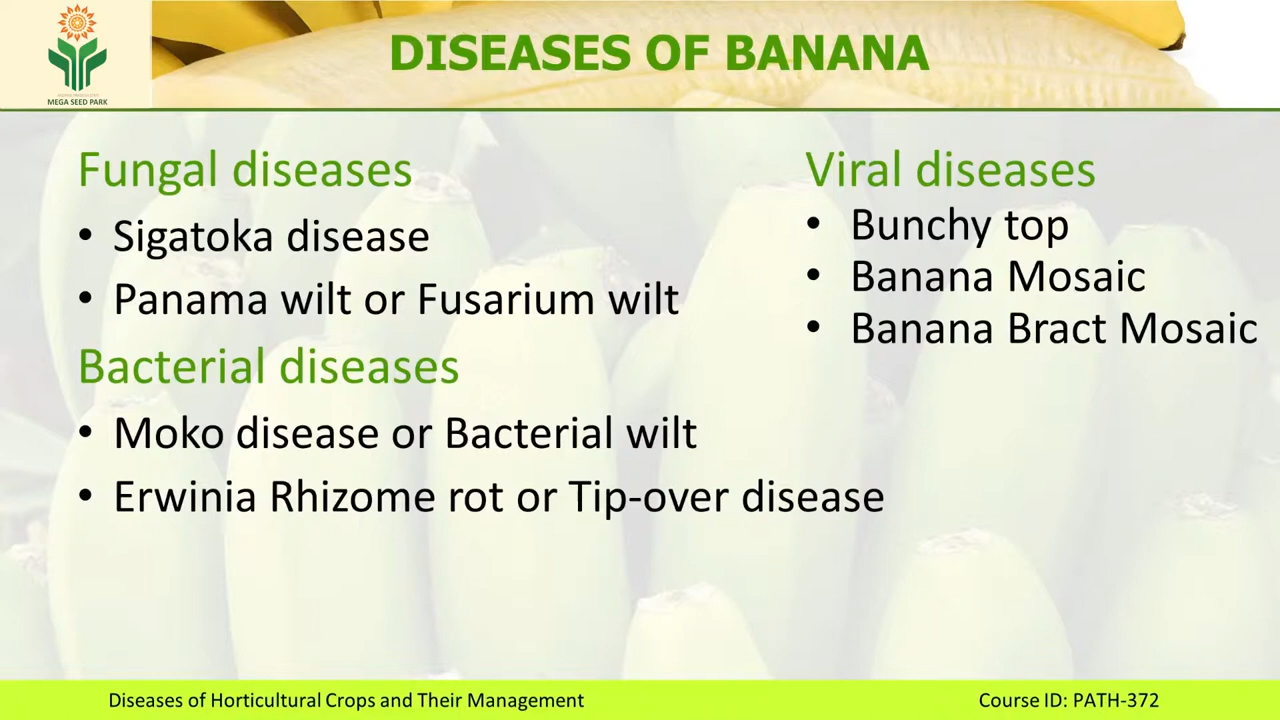 MEGA SEED PARK
DISEASES OF BANANA
Fungal diseases
• Sigatoka disease
• Panama wilt or Fusarium wilt
Bacterial diseases
• Moko disease or Bacterial wilt
• Erwinia Rhizome rot or Tip-over disease
Viral diseases
• Bunchy top
• Banana Mosaic
• Banana Bract Mosaic
Diseases of Horticultural Crops and Their Management
Course ID: PATH-372